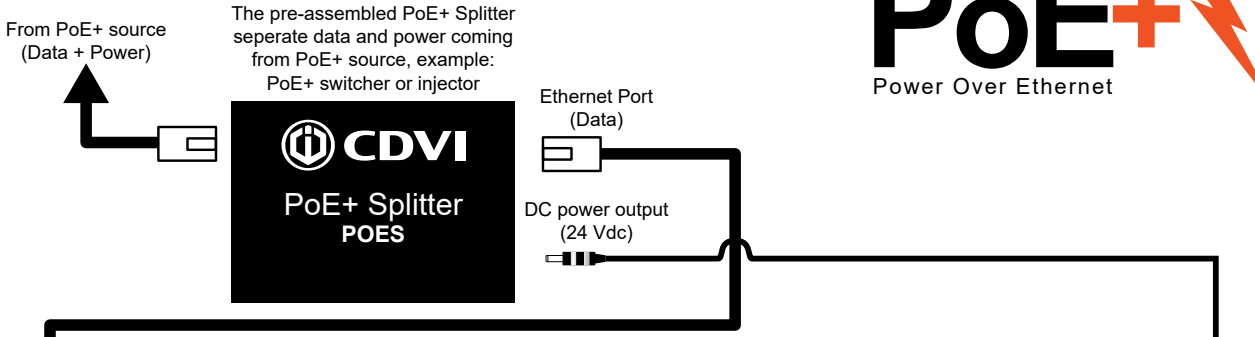 From PoE+ source
(Data + Power)
The pre-assembled PoE+ Splitter
seperate data and power coming
from PoE+ source, example:
PoE+ switcher or injector
CDVI
PoE+ Splitter
POES
Ethernet Port
(Data)
DC power output
(24 Vdc)
PoE+
Power Over Ethernet